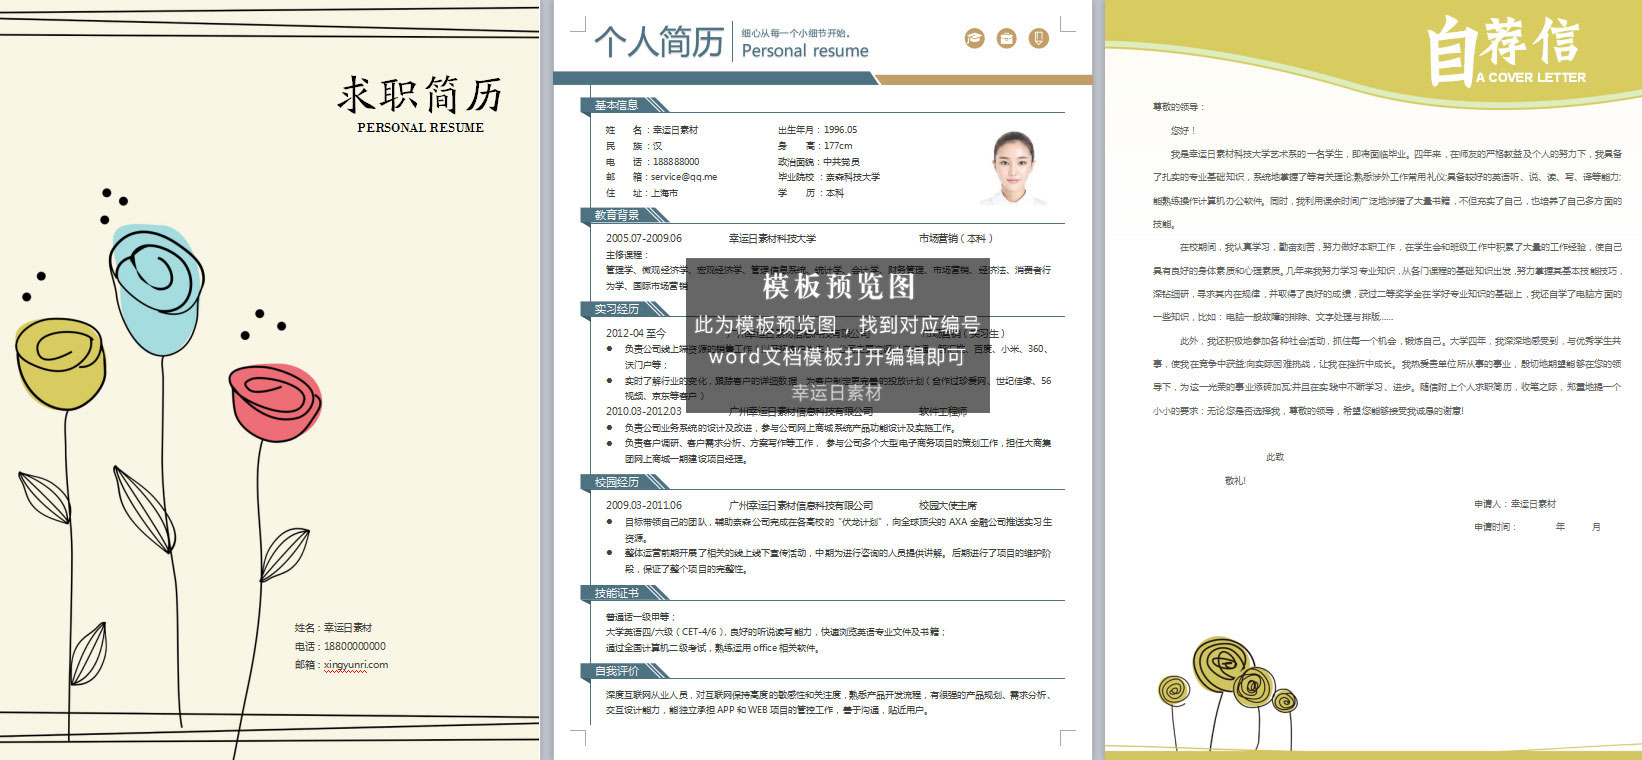 求职简历
PERSONAL RESUME
姓名：幸运日素材
电话：18800000000
邮箱：xingyunri.com
个人简历
细心从每一个小细节开始。
Personal resume
基本信息
姓 名：幸运日素材 出生年月：1996.05
民 族：汉 身 高：177cm
电 话：188888000 政治面貌：中共党员
邮 箱：service@qq.me 毕业院校：奈森科技大学
住 址：上海市 学 历：本科
教育背景
2005.07-2009.06 幸运日素材科技大学 市场营销（本科）
主修课程：
管理学、微观经济学、宏观经济学、管理信息系统、统计学、会计学、财务管理、市场营销、经济法、消费者行
为学、国际市场营销
实习经历
2012-04 至今
负责公司线上端资源的销售工作 百度、小米、360、
沃门户等；
实时了解行业的变化，跟踪客户的详细数据，为客户制定更完善的投放计划（合作过珍爱网、世纪佳缘、56
视频、京东等客户）
2010.03-2012.03 广州幸运日素材信息科技有限公司 软件工程师
负责公司业务系统的设计及改进，参与公司网上商城系统产品功能设计及实施工作。
负责客户调研、客户需求分析、方案写作等工作， 参与公司多个大型电子商务项目的策划工作，担任大商集
团网上商城一期建设项目经理。
模板预览图
此为模板预览图，找到对应编号
word文档模板打开编辑即可
幸运日素材
校园经历
2009.03-2011.06 广州幸运日素材信息科技有限公司 校园大使主席
目标带领自己的团队，辅助奈森公司完成在各高校的“伏龙计划”，向全球顶尖的 AXA 金融公司推送实习生
资源。
整体运营前期开展了相关的线上线下宣传活动，中期为进行咨询的人员提供讲解。后期进行了项目的维护阶
段，保证了整个项目的完整性。
技能证书
普通话一级甲等；
大学英语四/六级（CET-4/6），良好的听说读写能力，快速浏览英语专业文件及书籍；
通过全国计算机二级考试，熟练运用 office 相关软件。
自我评价
深度互联网从业人员，对互联网保持高度的敏感性和关注度，熟悉产品开发流程，有很强的产品规划、需求分析、
交互设计能力，能独立承担 APP 和 WEB 项目的管控工作，善于沟通，贴近用户。
自荐信
A COVER LETTER
尊敬的领导：
您好！
我是幸运日素材科技大学艺术系的一名学生，即将面临毕业。四年来，在师友的严格教益及个人的努力下，我具备
了扎实的专业基础知识，系统地掌握了等有关理论;熟悉涉外工作常用礼仪;具备较好的英语听、说、读、写、译等能力;
能熟练操作计算机办公软件。同时，我利用课余时间广泛地涉猎了大量书籍，不但充实了自己，也培养了自己多方面的
技能。
在校期间，我认真学习，勤奋刻苦，努力做好本职工作，在学生会和班级工作中积累了大量的工作经验，使自己
具有良好的身体素质和心理素质。几年来我努力学习专业知识，从各门课程的基础知识出发，努力掌握其基本技能技巧，
深钻细研，寻求其内在规律，并取得了良好的成绩，获过二等奖学金在学好专业知识的基础上，我还自学了电脑方面的
一些知识，比如：电脑一般故障的排除、文字处理与排版......
此外，我还积极地参加各种社会活动，抓住每一个机会，锻炼自己。大学四年，我深深地感受到，与优秀学生共
事，使我在竞争中获益;向实际困难挑战，让我在挫折中成长。我热爱贵单位所从事的事业，殷切地期望能够在您的领
导下，为这一光荣的事业添砖加瓦;并且在实践中不断学习、进步。随信附上个人求职简历，收笔之际，郑重地提一个
小小的要求：无论您是否选择我，尊敬的领导，希望您能够接受我诚恳的谢意!
此致
敬礼!
申请人：幸运日素材
申请时间： 年 月